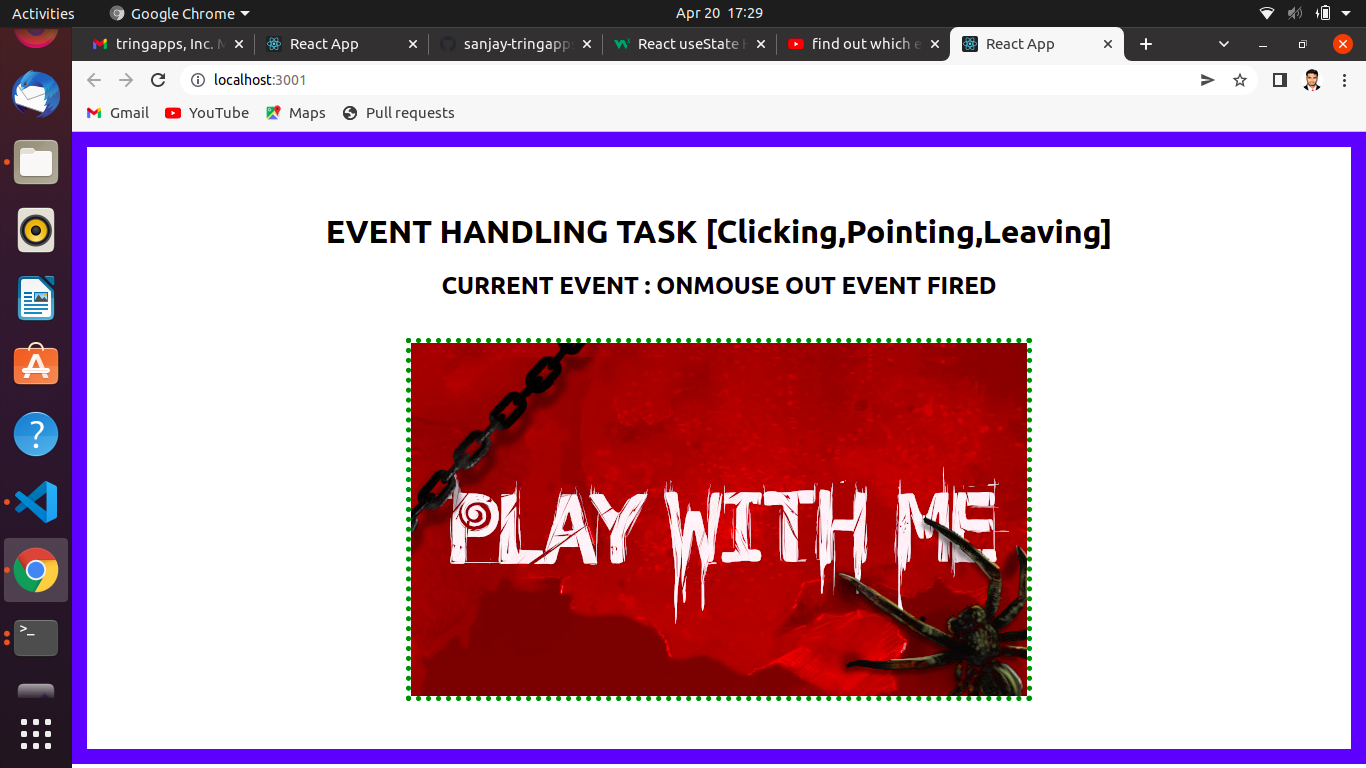 Activities
Google Chrome
Apr 20 17:29
tringapps, Inc. M
React App
sanjay-tringapps
React useState H
find out which e
React App
localhost:3001
Gmail
YouTube
Maps
Pull requests
EVENT HANDLING TASK [Clicking,Pointing,Leaving]
CURRENT EVENT : ONMOUSE OUT EVENT FIRED
PLAY WITH ME